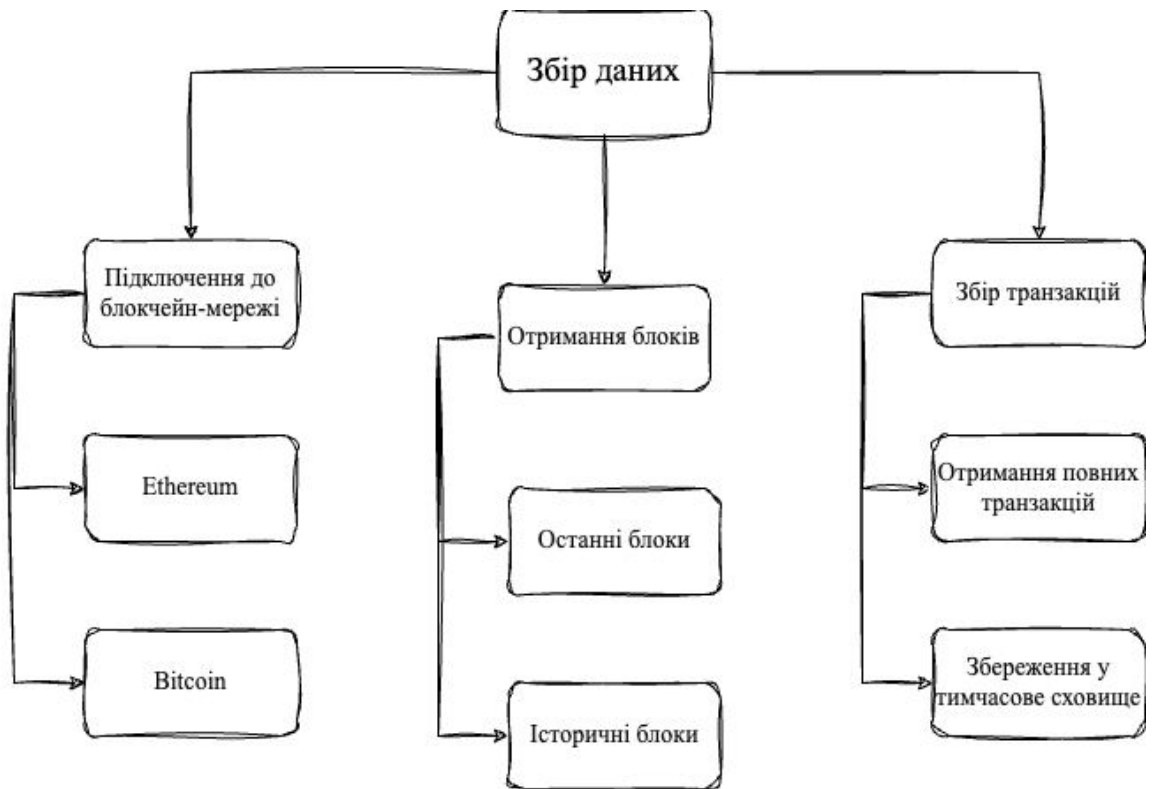 Збір даних
Підключення до
блокчейн-мережі
Ethereum
Bitcoin
Отримання блоків
Останні блоки
Історичні блоки
Збір транзакцій
Отримання повних
транзакцій
Збереження у
тимчасове сховище